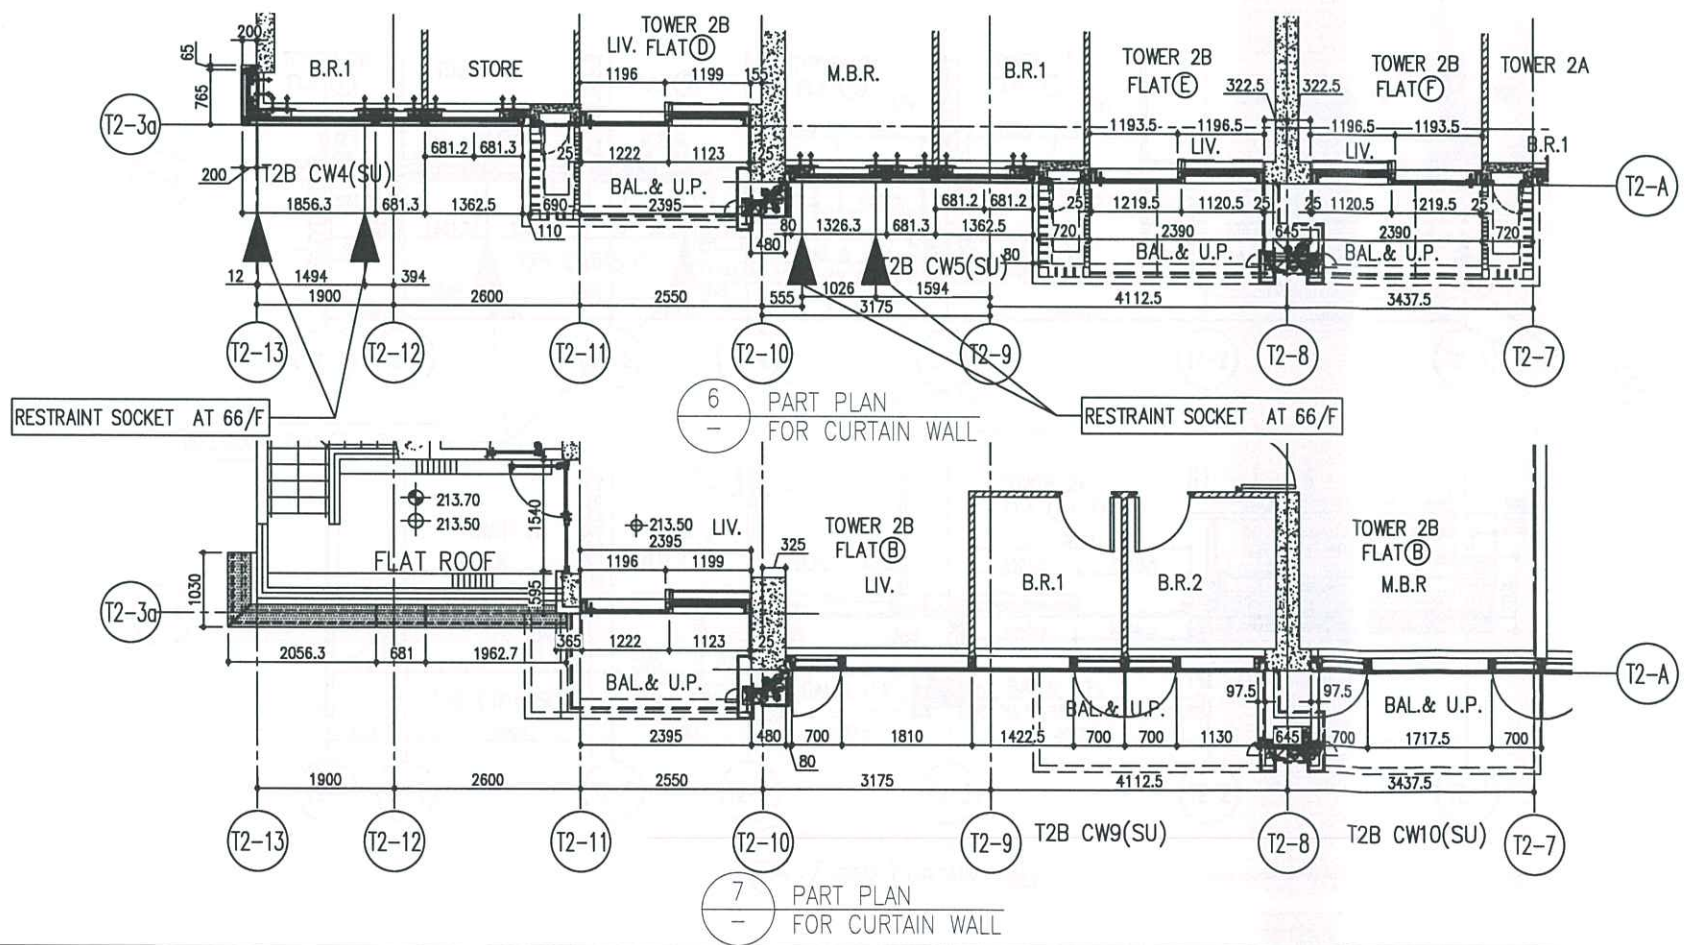 TOWER 2B
200
LIV. FLAT D
65
B.R.1
STORE
1196
1199
155
M.B.R.
B.R.1
TOWER 2B
FLAT E
322.5
322.5
TOWER 2B
FLAT F
TOWER 2A
765
T2-3a
1193.5
1196.5
1196.5
1193.5
LIV.
LIV.
B.R.1
681.2
681.3
25
1222
1123
25
200
T2B CW4(SU)
BAL.& U.P.
T2-A
1856.3
681.3
1362.5
690
2395
681.2
681.2
25
1219.5
1120.5
25
25
1120.5
1219.5
25
110
480
80
1326.3
681.3
1362.5
720
2390
645
2390
720
T2B CW5(SU)
80
BAL.& U.P.
BAL.& U.P.
12
1494
394
1026
1594
1900
2600
2550
555
3175
4112.5
3437.5
T2-13
T2-12
T2-11
T2-10
T2-9
T2-8
T2-7
RESTRAINT SOCKET AT 66/F
6
PART PLAN
–
FOR CURTAIN WALL
RESTRAINT SOCKET AT 66/F
213.70
213.50
1540
213.50
LIV.
2395
TOWER 2B
FLAT B
LIV.
TOWER 2B
FLAT B
M.B.R
FLAT ROOF
325
1196
1199
B.R.1
B.R.2
1030
595
T2-3a
365
1222
1123
25
2056.3
681
1962.7
BAL.& U.P.
T2-A
97.5
97.5
BAL.& U.P.
BAL.& U.P.
2395
480
700
1810
1422.5
700
700
1130
645
700
1717.5
700
80
1900
2600
2550
3175
4112.5
3437.5
T2-13
T2-12
T2-11
T2-10
T2-9
T2B CW9(SU)
T2-8
T2B CW10(SU)
T2-7
7
PART PLAN
–
FOR CURTAIN WALL